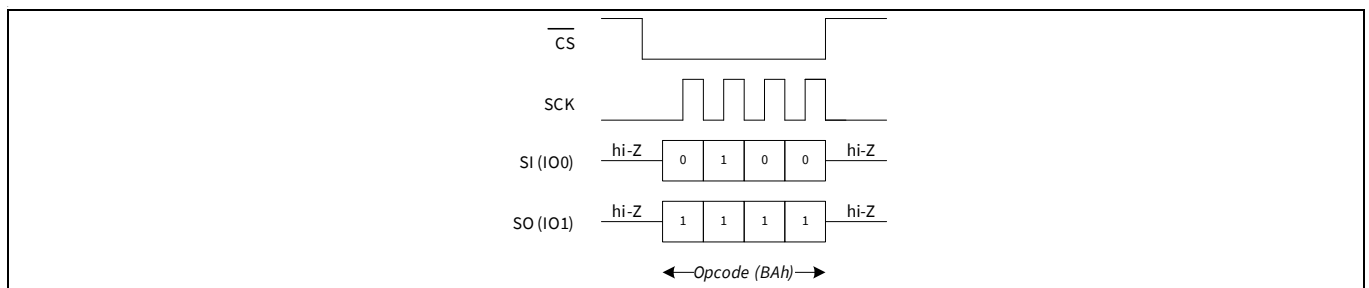 CS
SCK
hi-Z 0 1 0 0 hi-Z
SI (IO0)
hi-Z 1 1 1 1 hi-Z
SO (IO1)
Opcode (BAh)